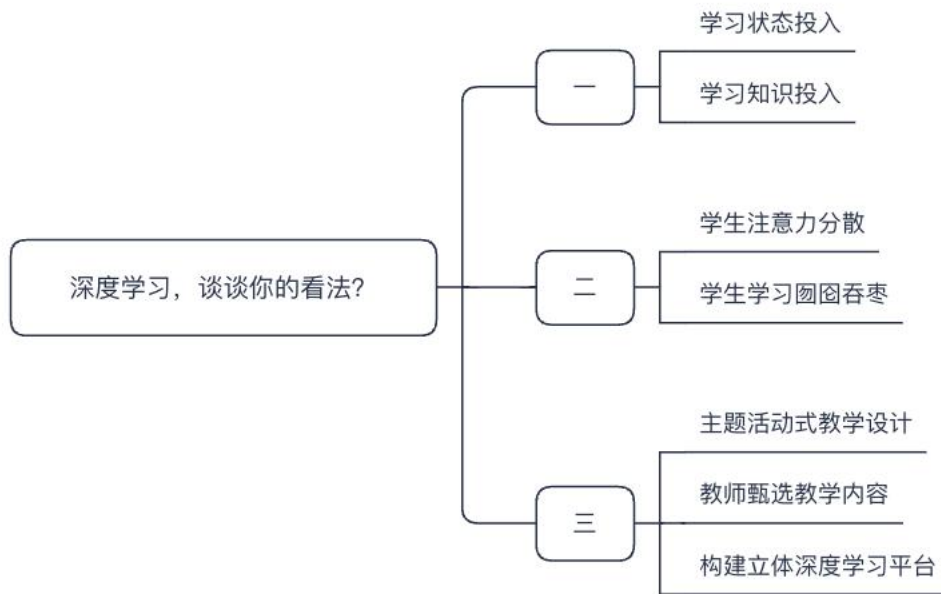 深度学习，谈谈你的看法？
一
学习状态投入
学习知识投入
二
学生注意力分散
学生学习囫囵吞枣
三
主题活动式教学设计
教师甄选教学内容
构建立体深度学习平台